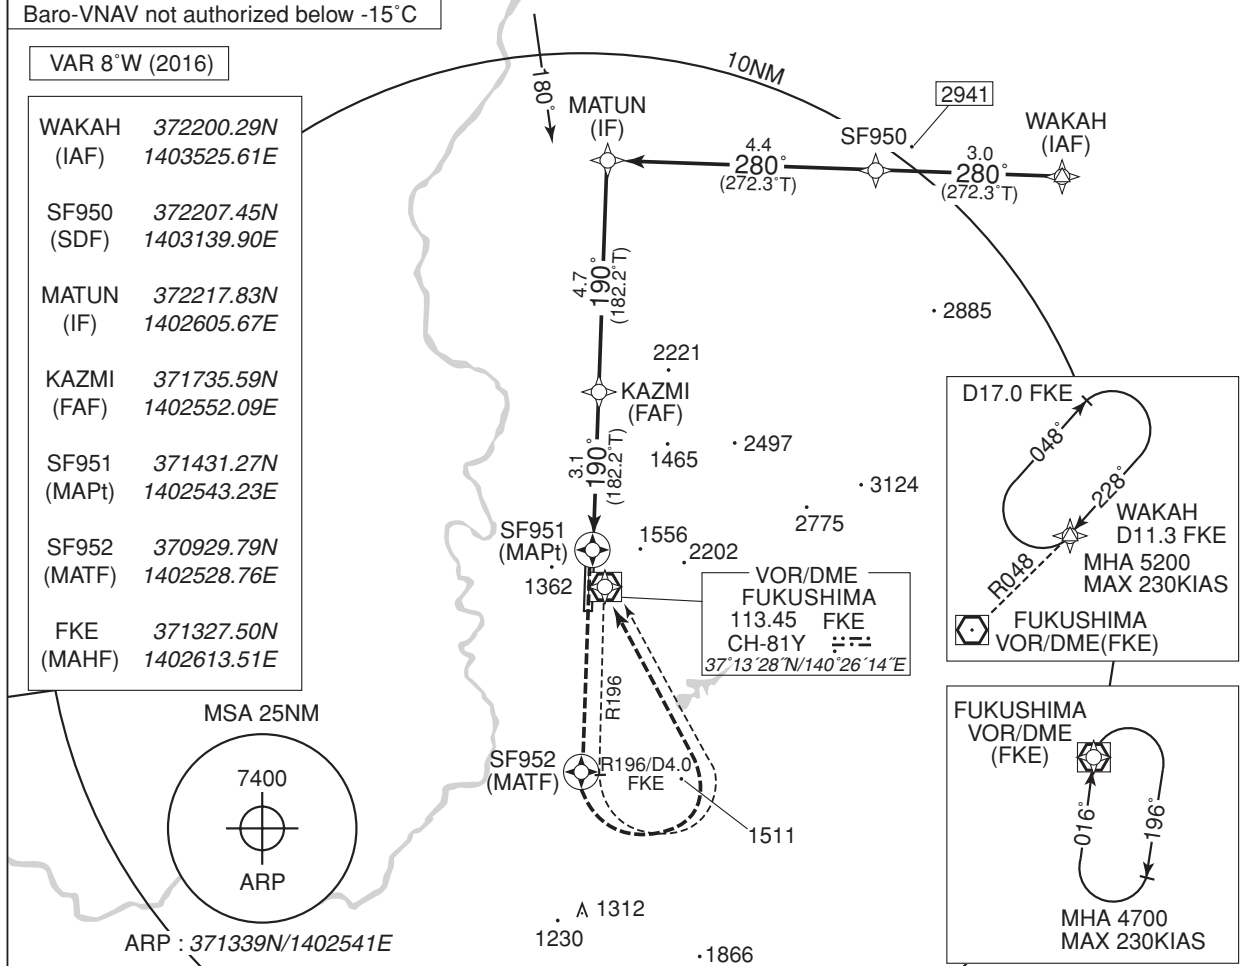 Baro-VNAV not authorized below -15˚C
VAR 8˚W (2016)
WAKAH 372200.29N
(IAF) 1403525.61E
SF950 372207.45N
(SDF) 1403139.90E
MATUN 372217.83N
(IF) 1402605.67E
KAZMI 371735.59N
(FAF) 1402552.09E
SF951 371431.27N
(MAPt) 1402543.23E
SF952 370929.79N
(MATF) 1402528.76E
FKE 371327.50N
(MAHF) 1402613.51E
MSA 25NM
7400
ARP
ARP : 371339N/1402541E
180˚
10NM
MATUN
(IF)
4.4
280˚
(272.3˚T)
SF950
2941
3.0
280˚
(272.3˚T)
WAKAH
(IAF)
4.7
190˚
(182.2˚T)
2885
2221
KAZMI
(FAF)
3.1
190˚
(182.2˚T)
1465
2497
3124
2775
SF951
(MAPt)
1556
2202
1362
VOR/DME
FUKUSHIMA
113.45 FKE
CH-81Y
37˚13´28˝N/140˚26´14˝E
R196
SF952
(MATF)
R196/D4.0
FKE
1511
1312
1230
1866
D17.0 FKE
048˚
228˚
WAKAH
D11.3 FKE
MHA 5200
MAX 230KIAS
R048
FUKUSHIMA
VOR/DME(FKE)
FUKUSHIMA
VOR/DME
(FKE)
016˚
196˚
MHA 4700
MAX 230KIAS